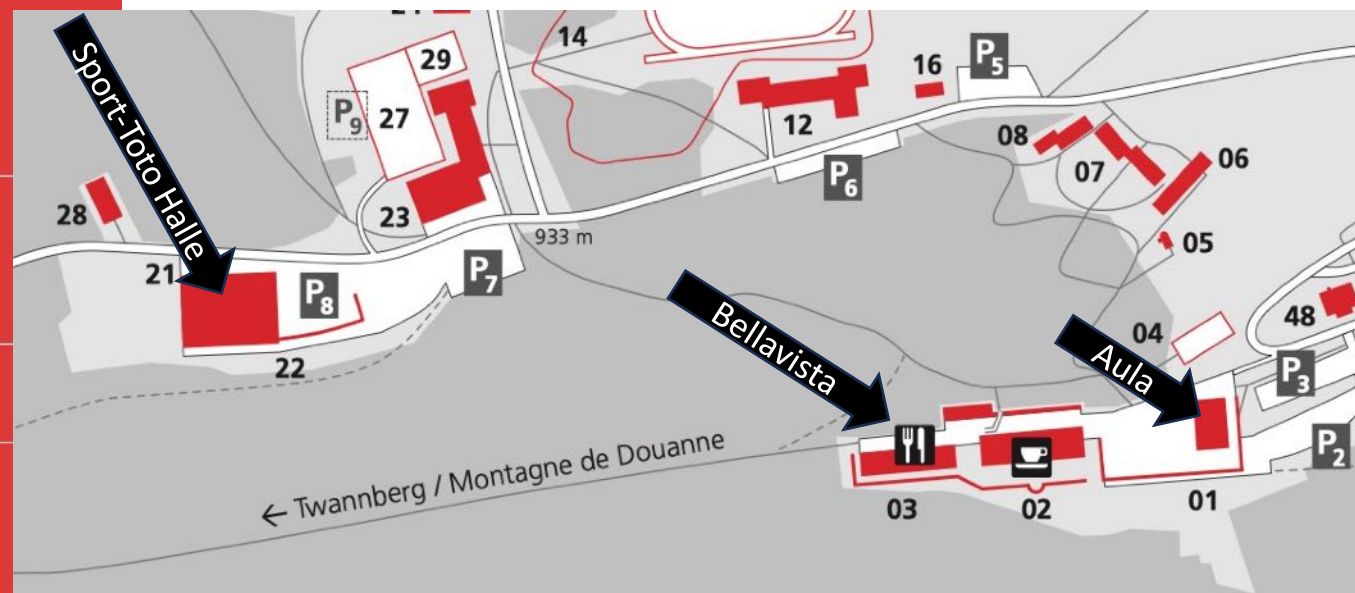 Sport-Toto Halle
29
14
P5
16
P9
27
12
08
07
06
P6
28
23
933 m
05
21
P7
P8
48
04
Bellavista
Aula
P3
22
← Twannberg / Montagne de Douanne
P2
03
02
01